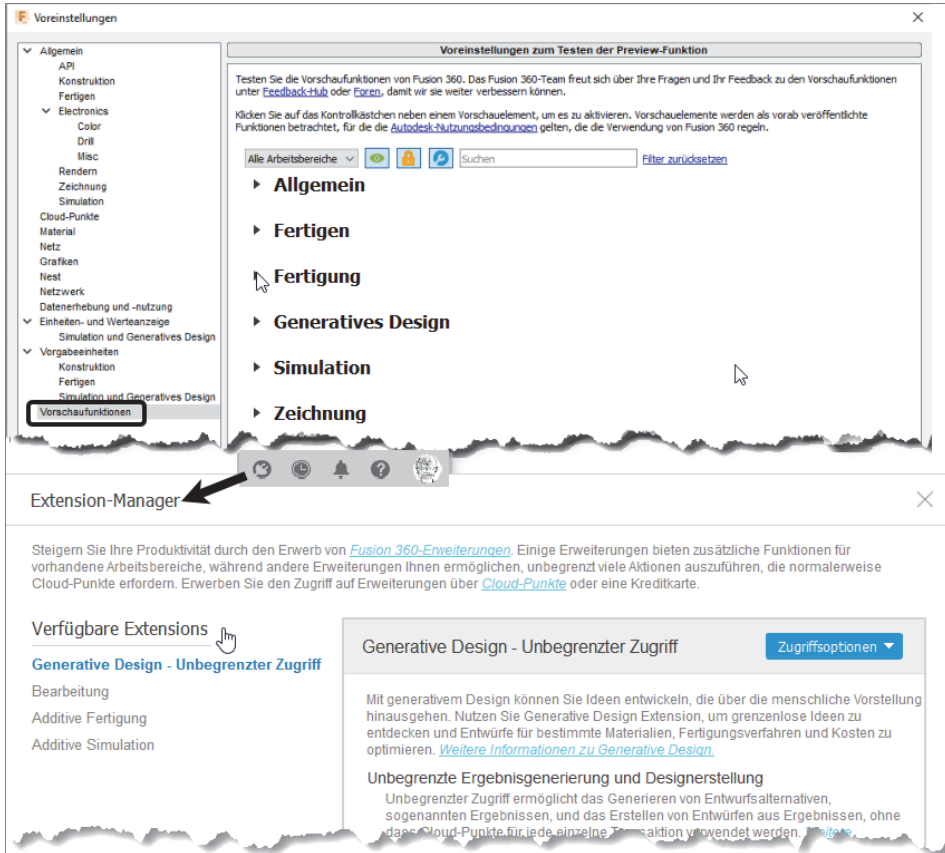 F Voreinstellungen
Allgemein
API
Konstruktion
Fertigen
Electronics
Color
Drill
Misc
Rendern
Zeichnung
Simulation
Cloud-Punkte
Material
Netz
Grafiken
Nest
Netzwerk
Datenerhebung und -nutzung
Einheiten- und Werteanzeige
Simulation und Generatives Design
Vorgabeeinheiten
Konstruktion
Fertigen
Simulation und Generatives Design
Vorschaufunktionen
Voreinstellungen zum Testen der Preview-Funktion
Testen Sie die Vorschaufunktionen von Fusion 360. Das Fusion 360-Team freut sich über Ihre Fragen und Ihr Feedback zu den Vorschaufunktionen
unter Feedback-Hub oder Foren, damit wir sie weiter verbessern können.
Klicken Sie auf das Kontrollkästchen neben einem Vorschauelement, um es zu aktivieren. Vorschauelemente werden als vorab veröffentlichte
Funktionen betrachtet, für die die Autodesk-Nutzungsbedingungen gelten, die die Verwendung von Fusion 360 regeln.
Alle Arbeitsbereiche Suchen Filter zurücksetzen
Allgemein
Fertigen
Fertigung
Generatives Design
Simulation
Zeichnung
Extension-Manager
Steigern Sie Ihre Produktivität durch den Erwerb von Fusion 360-Erweiterungen. Einige Erweiterungen bieten zusätzliche Funktionen für
vorhandene Arbeitsbereiche, während andere Erweiterungen Ihnen ermöglichen, unbegrenzt viele Aktionen auszuführen, die normalerweise
Cloud-Punkte erfordern. Erwerben Sie den Zugriff auf Erweiterungen über Cloud-Punkte oder eine Kreditkarte.
Verfügbare Extensions
Generative Design - Unbegrenzter Zugriff
Bearbeitung
Additive Fertigung
Additive Simulation
Generative Design - Unbegrenzter Zugriff
Zugriffsoptionen
Mit generativem Design können Sie Ideen entwickeln, die über die menschliche Vorstellung
hinausgehen. Nutzen Sie Generative Design Extension, um grenzenlose Ideen zu
entdecken und Entwürfe für bestimmte Materialien, Fertigungsverfahren und Kosten zu
optimieren. Weitere Informationen zu Generative Design.
Unbegrenzte Ergebnisgenerierung und Designerstellung
Unbegrenzter Zugriff ermöglicht das Generieren von Entwurfsalternativen,
sogenannten Ergebnissen, und das Erstellen von Entwürfen aus Ergebnissen, ohne
dass Cloud-Punkte für jede einzelne Transaktion verwendet werden. Weitere